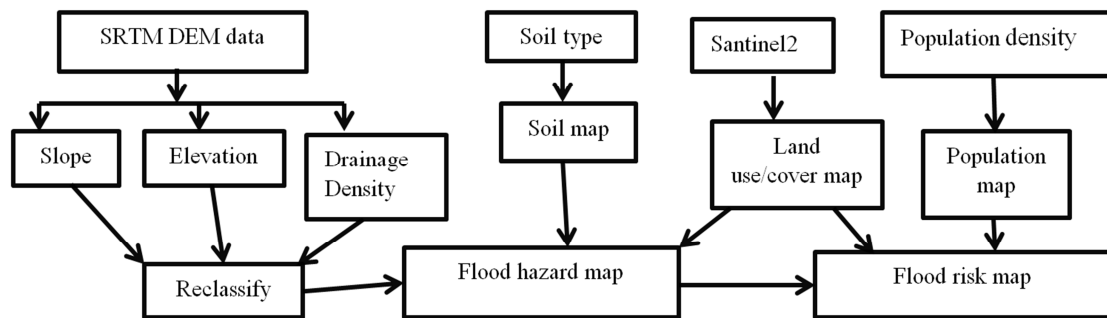 SRTM DEM data
Soil type
Santinel2
Population density
Slope
Elevation
Drainage
Density
Soil map
Land
use/cover map
Population
map
Reclassify
Flood hazard map
Flood risk map